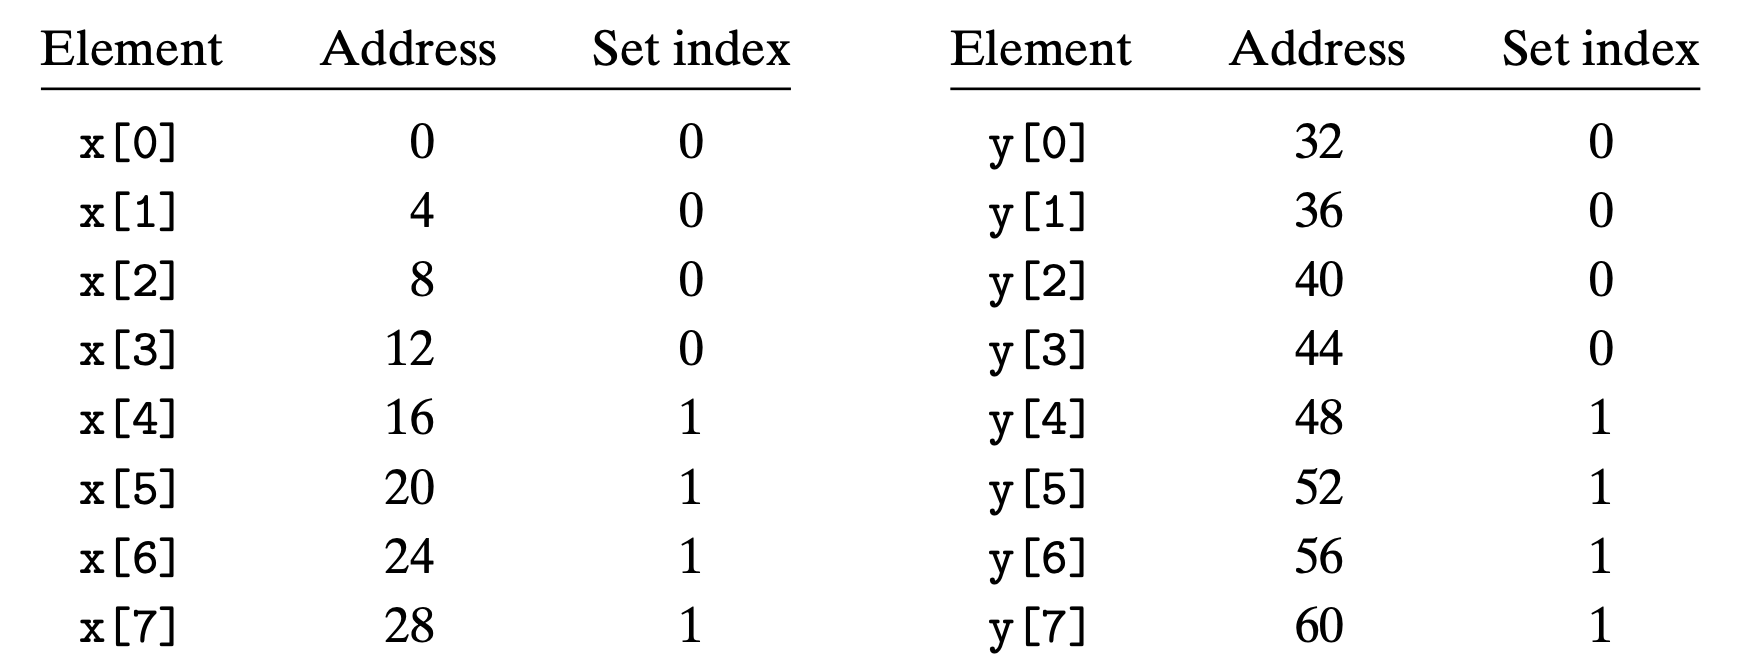 Element Address Set index Element Address Set index
x[0] 0 0 y[0] 32 0
x[1] 4 0 y[1] 36 0
x[2] 8 0 y[2] 40 0
x[3] 12 0 y[3] 44 0
x[4] 16 1 y[4] 48 1
x[5] 20 1 y[5] 52 1
x[6] 24 1 y[6] 56 1
x[7] 28 1 y[7] 60 1